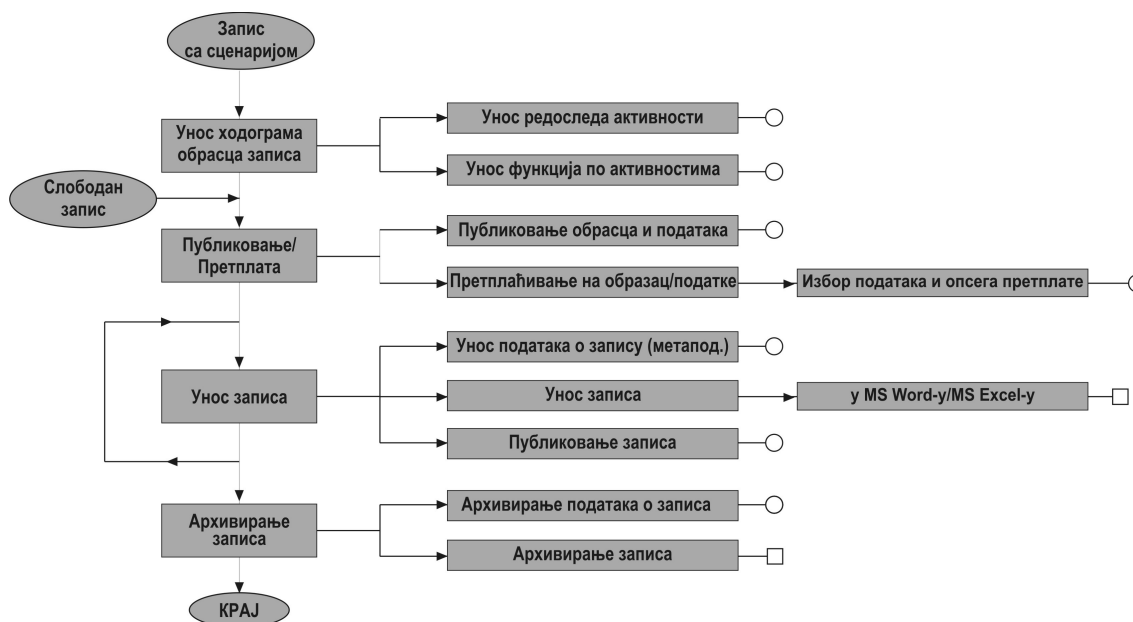 Запис
са сценаријом
Унос ходограма
обрасца записа
Унос редоследа активности
Унос функција по активностима
Слободан
запис
Публиковање/
Претплата
Публиковање обрасца и података
Претплаћивање на образац/податке
Избор података и опсега претплате
Унос записа
Унос података о запису (метапод.)
Унос записа
у MS Word-у/MS Excel-у
Публиковање записа
Архивирање
записа
Архивирање података о записа
Архивирање записа
КРАЈ